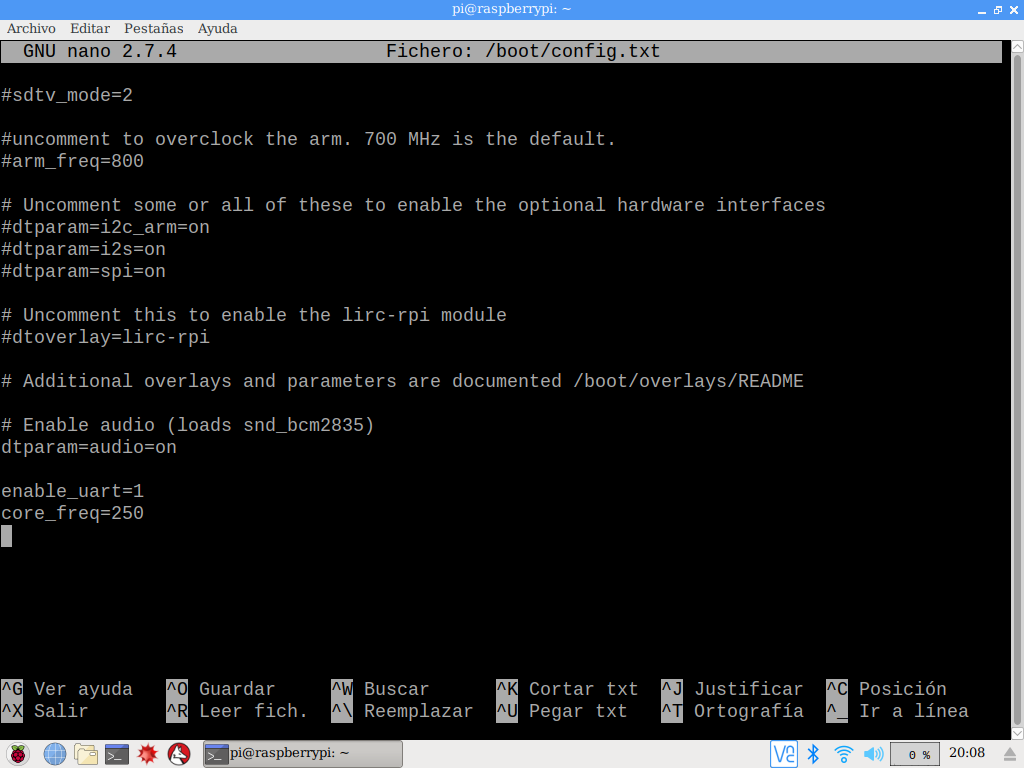 pi@raspberrypi: ~
Archivo Editar Pestañas Ayuda
GNU nano 2.7.4 Fichero: /boot/config.txt
#sdtv_mode=2
#uncomment to overclock the arm. 700 MHz is the default.
#arm_freq=800
# Uncomment some or all of these to enable the optional hardware interfaces
#dtparam=i2c_arm=on
#dtparam=i2s=on
#dtparam=spi=on
# Uncomment this to enable the lirc-rpi module
#dtoverlay=lirc-rpi
# Additional overlays and parameters are documented /boot/overlays/README
# Enable audio (loads snd_bcm2835)
dtparam=audio=on
enable_uart=1
core_freq=250
^G Ver ayuda ^O Guardar ^W Buscar ^K Cortar txt ^J Justificar ^C Posición
^X Salir ^R Leer fich. ^\ Reemplazar ^U Pegar txt ^T Ortografía ^_ Ir a línea
>_ >_ pi@raspberrypi: ~ V2 0 % 20:08